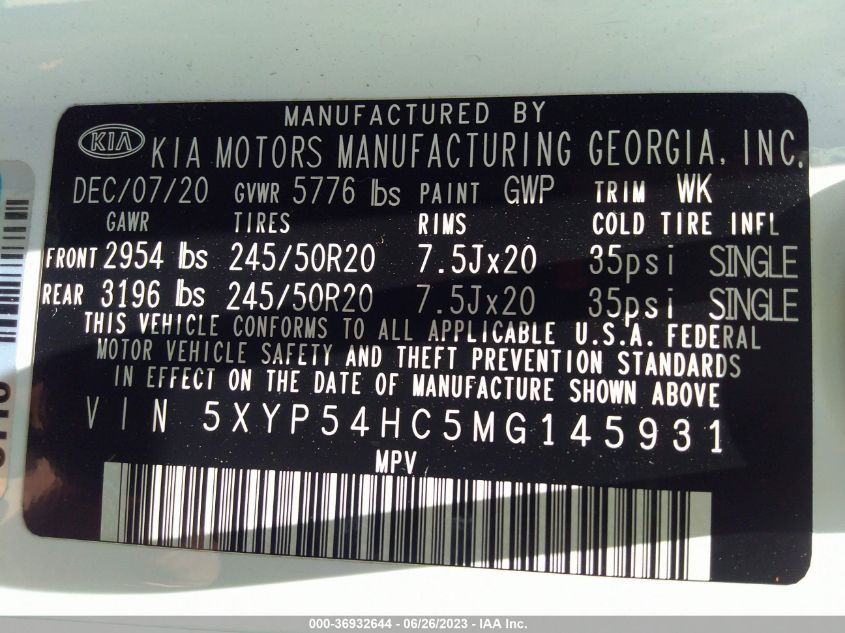 MANUFACTURED BY
KIA KIA MOTORS MANUFACTURING GEORGIA, INC.
DEC/07/20 GVWR 5776 lbs PAINT GWP TRIM WK
GAWR TIRES RIMS COLD TIRE INFL
FRONT 2954 lbs 245/50R20 7.5Jx20 35psi SINGLE
REAR 3196 lbs 245/50R20 7.5Jx20 35psi SINGLE
THIS VEHICLE CONFORMS TO ALL APPLICABLE U.S.A. FEDERAL
MOTOR VEHICLE SAFETY AND THEFT PREVENTION STANDARDS
IN EFFECT ON THE DATE OF MANUFACTURE SHOWN ABOVE
VIN 5XYP54HC5MG145931
MPV
000-36932644 - 06/26/2023 - IAA Inc.